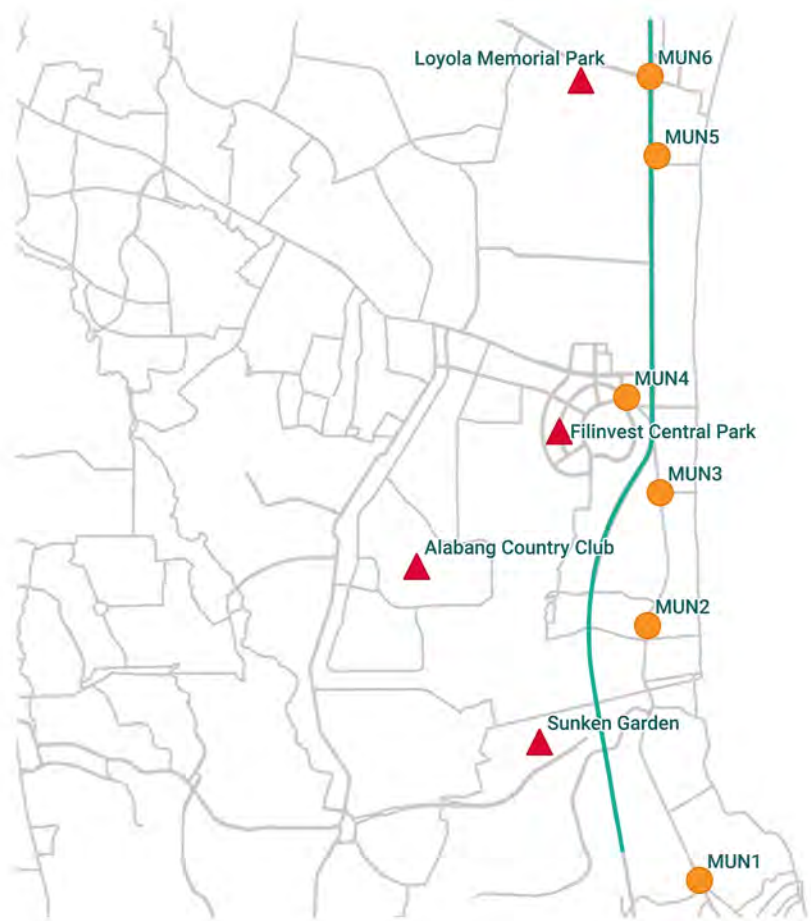 Loyola Memorial Park
MUN6
MUN5
MUN4
Filinvest Central Park
MUN3
Alabang Country Club
MUN2
Sunken Garden
MUN1